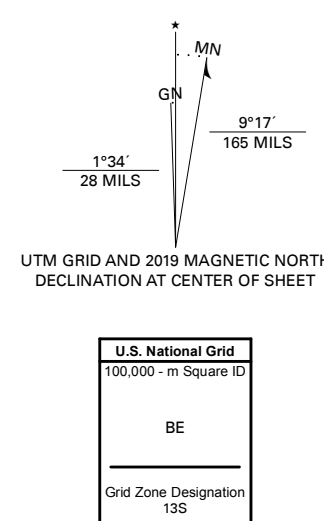 ★
MN
GN
9°17´
165 MILS
1°34´
28 MILS
UTM GRID AND 2019 MAGNETIC NORTH
DECLINATION AT CENTER OF SHEET
U.S. National Grid
100,000 - m Square ID
BE
Grid Zone Designation
13S